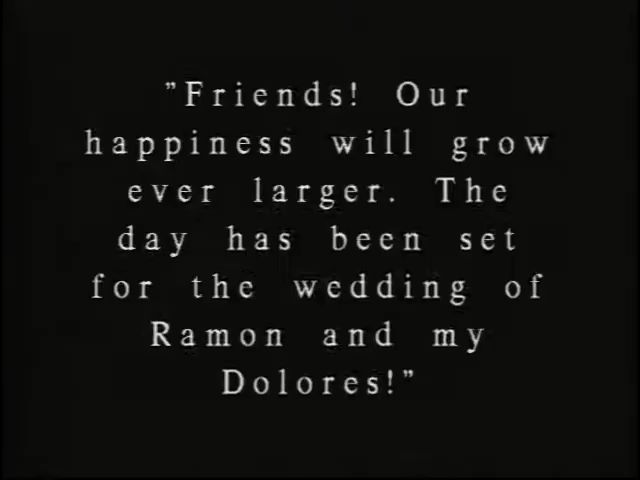 "Friends! Our
happiness will grow
ever larger. The
day has been set
for the wedding of
Ramon and my
Dolores!"